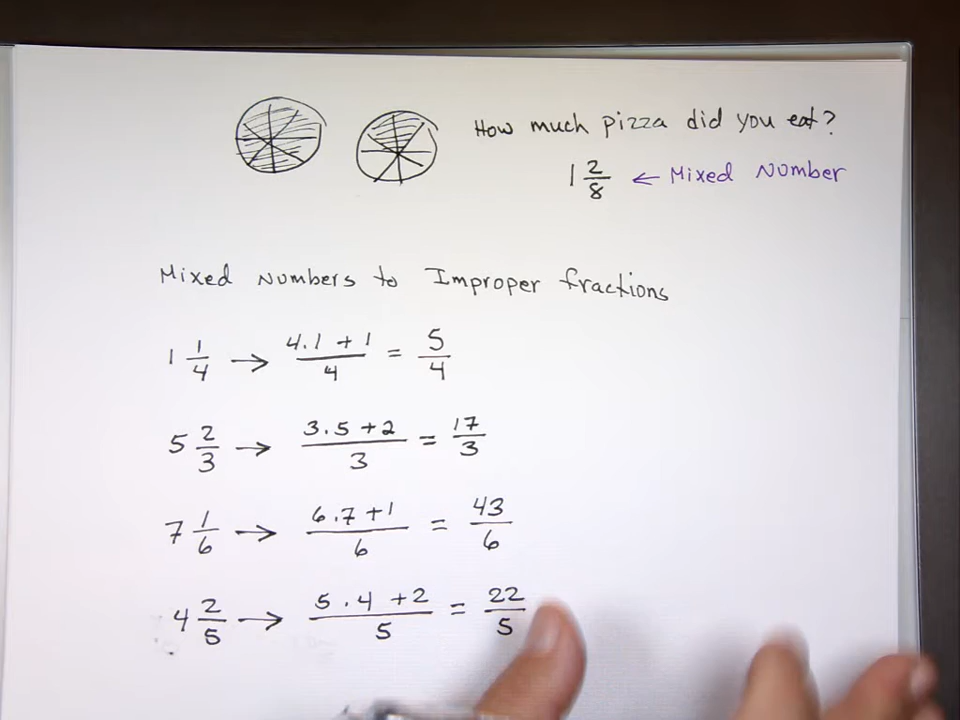 How much pizza did you eat?
1 2/8 ← Mixed Number
Mixed Numbers to Improper fractions
1 1/4 → 4.1 + 1/4 = 5/4
5 2/3 → 3.5 + 2/3 = 17/3
7 1/6 → 6.7 + 1/6 = 43/6
4 2/5 → 5.4 + 2/5 = 22/5